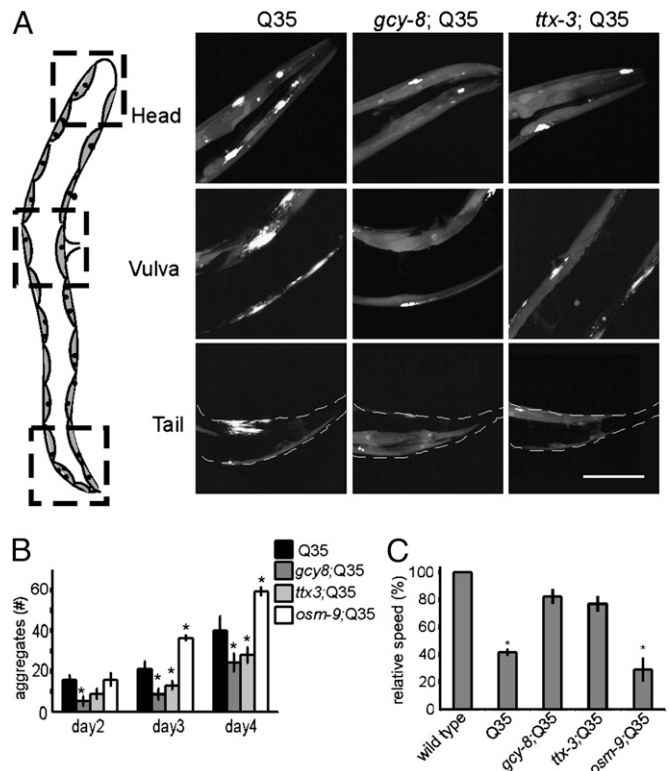 A
Q35
gcy-8; Q35
ttx-3; Q35
Head
Vulva
Tail
B
Q35
gcy8;Q35
ttx3;Q35
osm-9;Q35
aggregates (#)
60
40
20
0
* * * * * * * *
day2
day3
day4
C
relative speed (%)
100
80
60
40
20
0
* *
wild type
Q35
gcy-8;Q35
ttx-3;Q35
osm-9;Q35